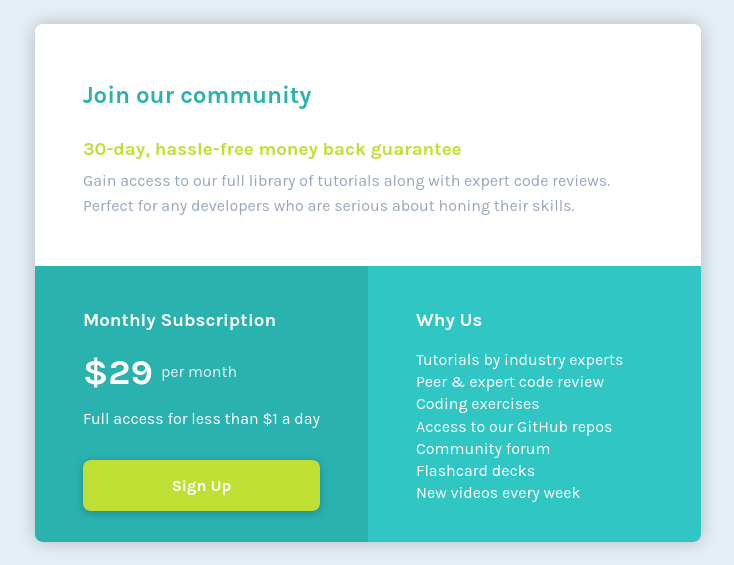 Join our community
30-day, hassle-free money back guarantee
Gain access to our full library of tutorials along with expert code reviews.
Perfect for any developers who are serious about honing their skills.
Monthly Subscription
$29 per month
Full access for less than $1 a day
Sign Up
Why Us
Tutorials by industry experts
Peer & expert code review
Coding exercises
Access to our GitHub repos
Community forum
Flashcard decks
New videos every week